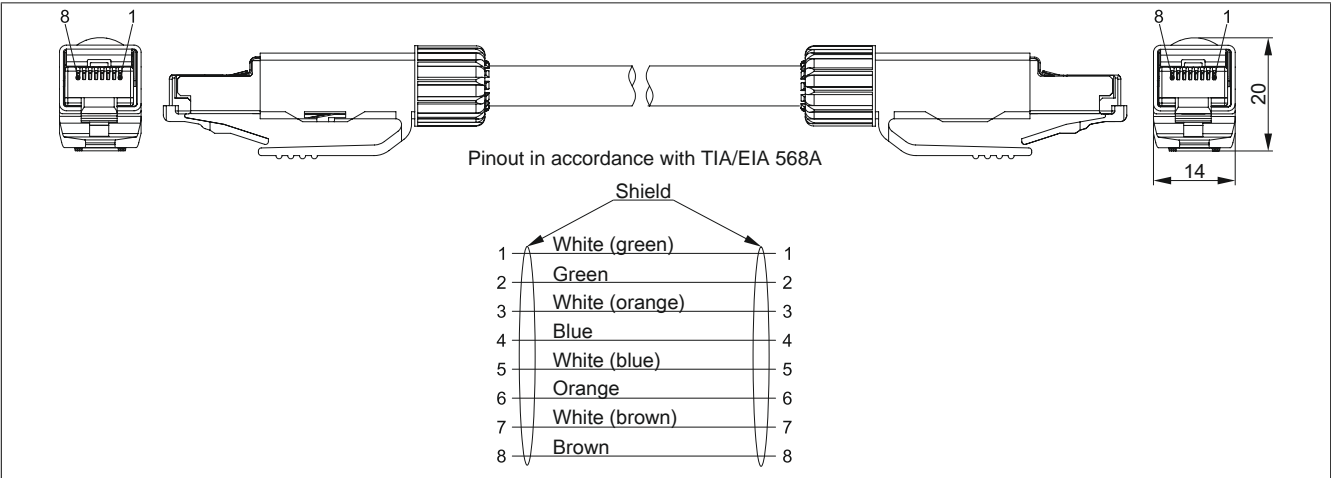 8 1 8 1
20
14
Pinout in accordance with TIA/EIA 568A
Shield
1 White (green) 1
2 Green 2
3 White (orange) 3
4 Blue 4
5 White (blue) 5
6 Orange 6
7 White (brown) 7
8 Brown 8